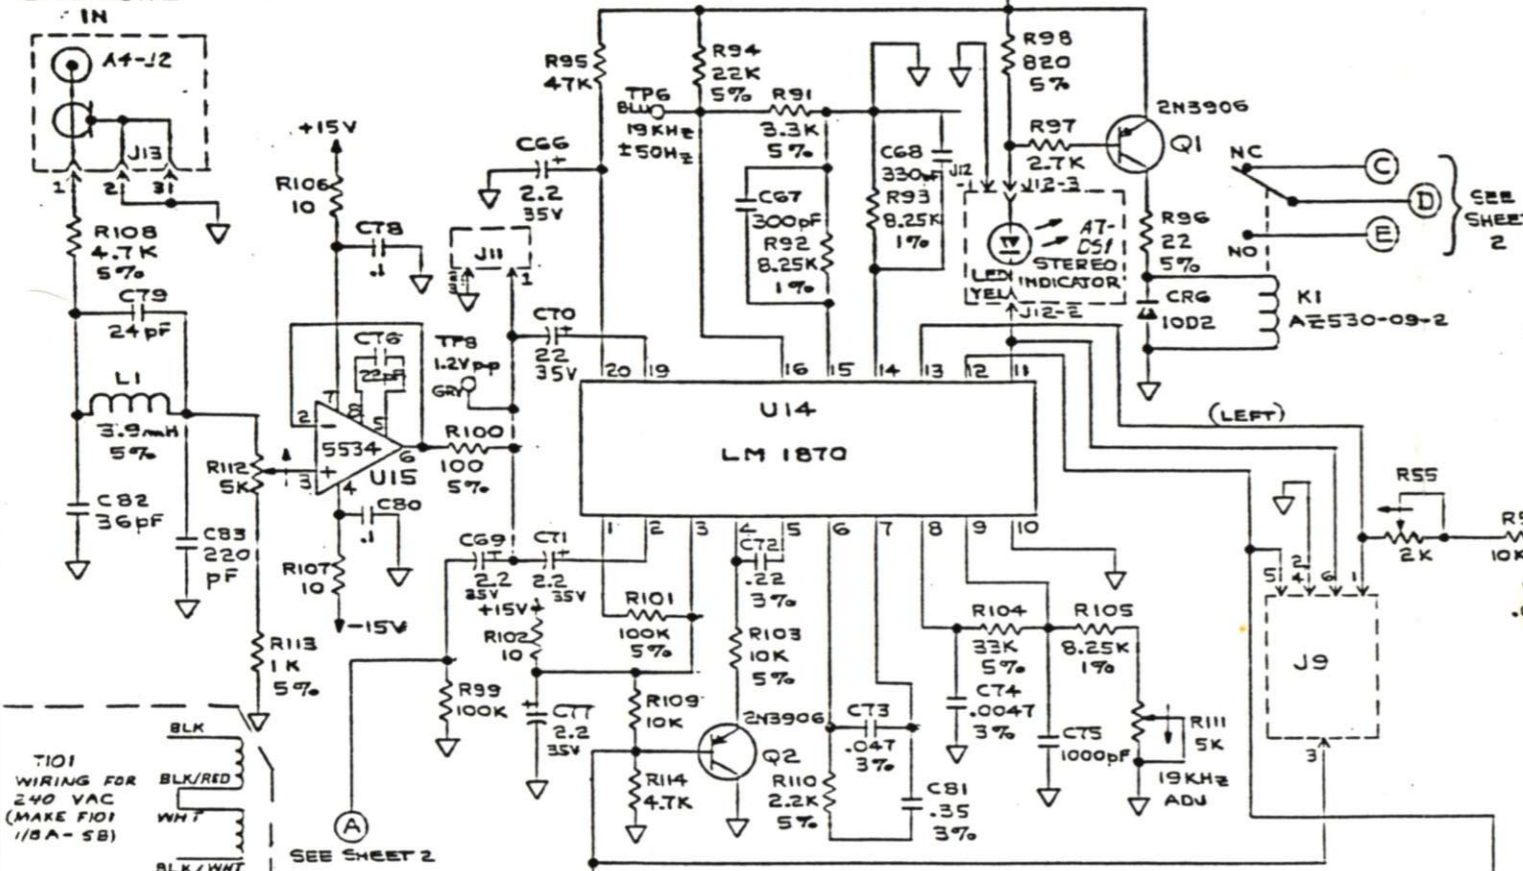 IN
A4-J2
J13
1
2
31
R108
4.7K
5%
C79
24pF
L1
3.9mH
5%
C82
36pF
C83
220
pF
+15V
R106
10
C78
.1
R112
5K
C76
22pF
7
8
5
2
3
4
6
5534
U15
C80
.1
R107
10
-15V
R113
1K
5%
R100
100
5%
TP8
1.2Vp-p
GRY
J11
1
C66
2.2
35V
C70
22
35V
R95
47K
R94
22K
5%
TP6
BLU
19KHz
±50Hz
R91
3.3K
5%
C67
300pF
R92
8.25K
1%
C68
330pF
R93
8.25K
1%
R98
820
5%
R97
2.7K
2N3906
Q1
J12
-1
J12-3
A7-
DS1
STEREO
INDICATOR
LED
YEL
J12-2
R96
22
5%
CR6
10D2
K1
AZ530-09-2
NC
NO
C
D
E
SEE
SHEET
2
20 19 16 15 14 13 12 11
U14
LM 1870
1 2 3 4 5 6 7 8 9 10
(LEFT)
R55
2K
10K
5 2 4 6 1
J9
3
C69
2.2
35V
C71
2.2
35V
+15V
R102
10
R101
100K
5%
C72
.22
3%
R103
10K
5%
R99
100K
C77
2.2
35V
R109
10K
R114
4.7K
2N3906
Q2
C73
.047
3%
R110
2.2K
5%
C81
.35
3%
R104
33K
5%
R105
8.25K
1%
C74
.0047
3%
C75
1000pF
R111
5K
19KHz
ADJ
A
SEE SHEET 2
T101
WIRING FOR
240 VAC
(MAKE F101
1/8A-SB)
BLK
BLK/RED
WHT
BLK/WHT